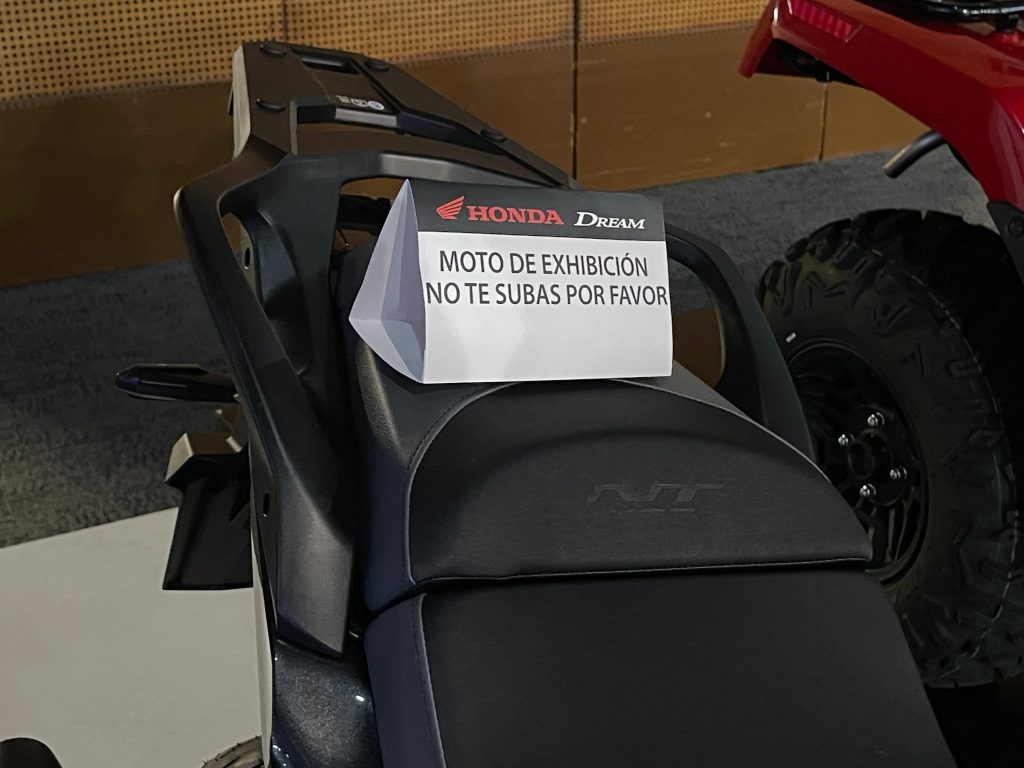 HONDA DREAM
MOTO DE EXHIBICIÓN
NO TE SUBAS POR FAVOR
NT